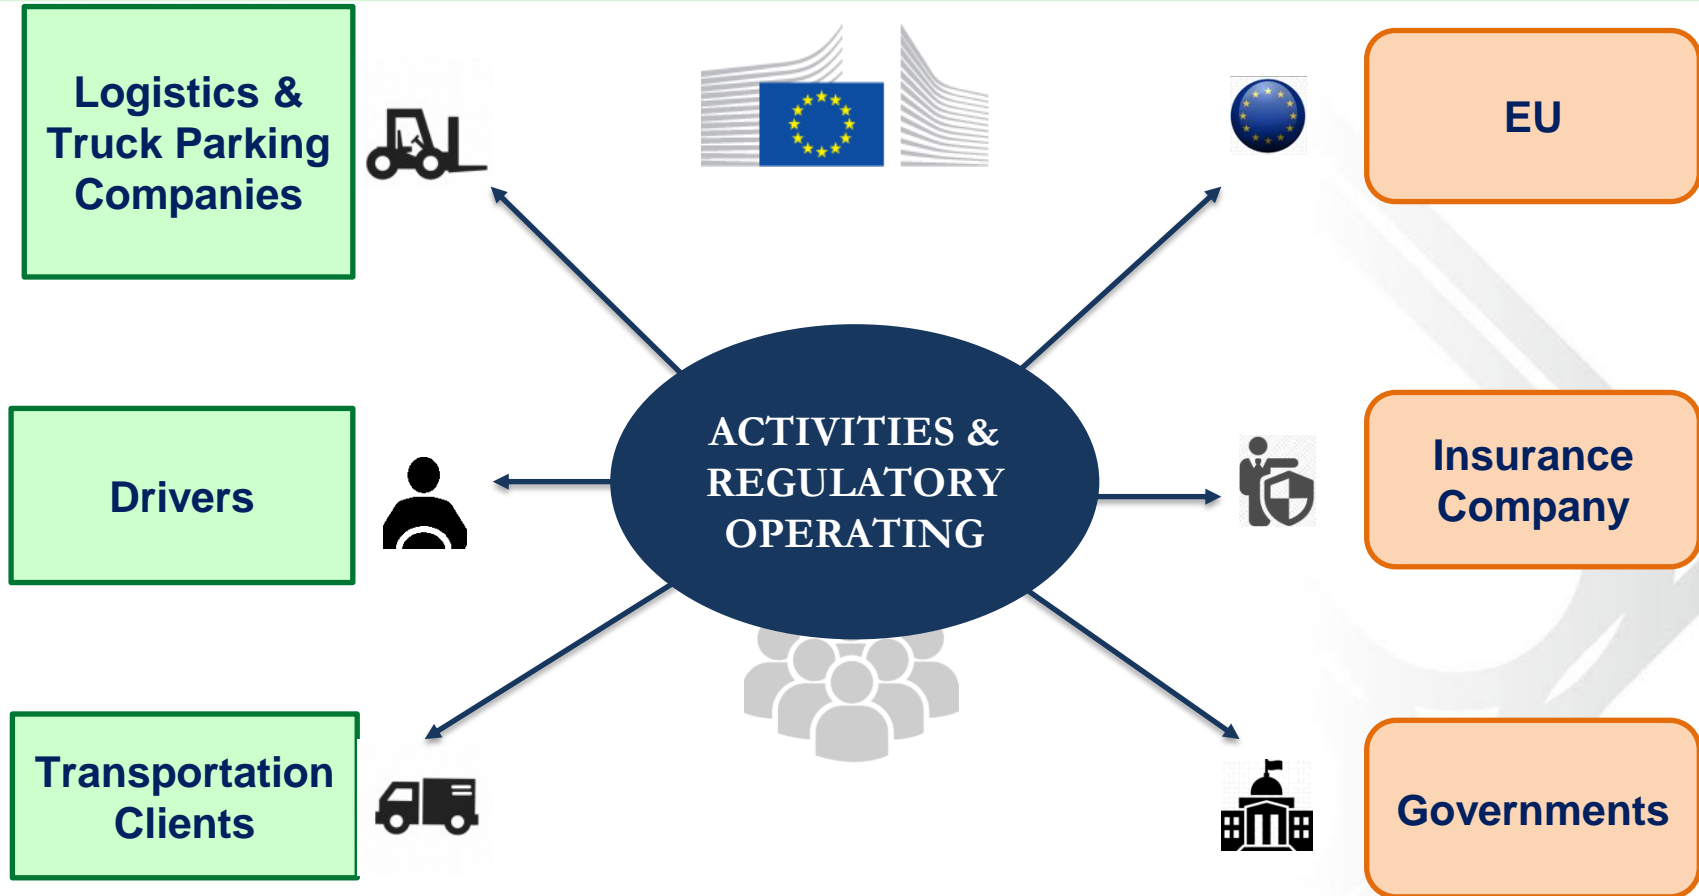 Logistics &
Truck Parking
Companies
EU
ACTIVITIES &
REGULATORY
OPERATING
Drivers
Insurance
Company
Transportation
Clients
Governments